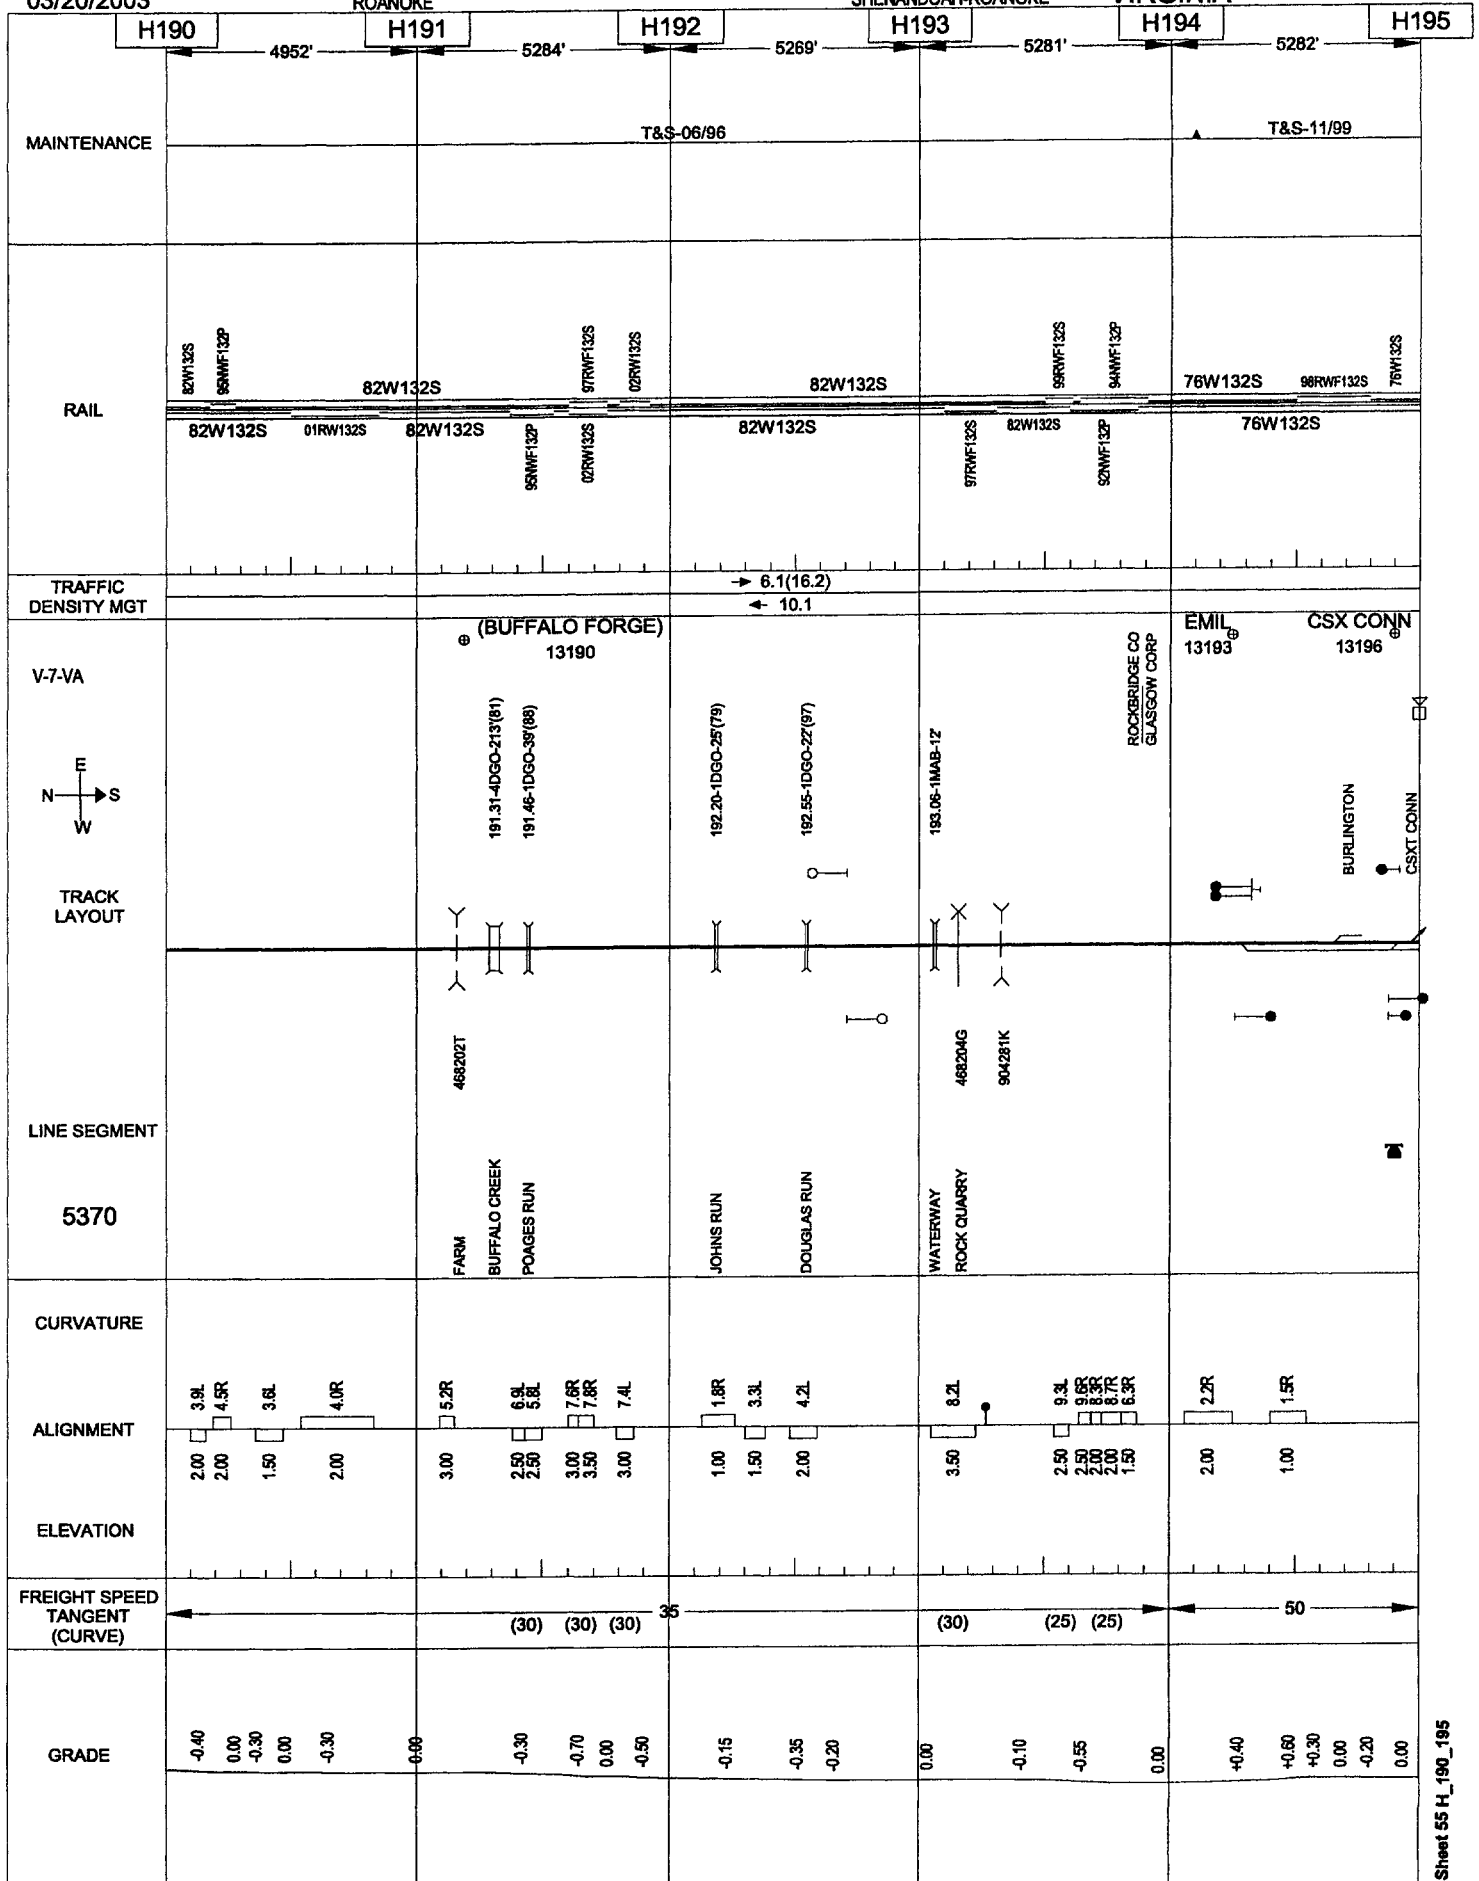 03/20/2003 ROANOKE SHENANDOAH-ROANOKE VIRGINIA
H190 H191 H192 H193 H194 H195
4952' 5284' 5269' 5281' 5282'
MAINTENANCE
T&S-06/96 T&S-11/99
RAIL
82W132S 95NWF132P 97RWF132S 02RW132S 99RWF132S 94NWF132P 76W132S
82W132S 82W132S 76W132S 98RWF132S
82W132S 01RW132S 82W132S 82W132S 82W132S 76W132S
95NWF132P 02RW132S 97RWF132S 92NWF132P
TRAFFIC
DENSITY MGT
6.1(16.2)
10.1
V-7-VA
(BUFFALO FORGE)
13190
EMIL
13193
CSX CONN
13196
ROCKBRIDGE CO
GLASGOW CORP
E
N S
W
191.31-4DGO-213'(81)
191.46-1DGO-39'(88)
192.20-1DGO-25'(79)
192.55-1DGO-22'(97)
193.06-1MAB-12'
BURLINGTON
CSXT CONN
TRACK
LAYOUT
468202T
468204G
904281K
LINE SEGMENT
5370
FARM
BUFFALO CREEK
POAGES RUN
JOHNS RUN
DOUGLAS RUN
WATERWAY
ROCK QUARRY
CURVATURE
3.9L 4.5R 3.6L 4.0R 5.2R 6.9L 5.8L 7.6R 7.8R 7.4L 1.8R 3.3L 4.2L 8.2L 9.3L 9.6R 8.3R 8.7R 6.3R 2.2R 1.5R
ALIGNMENT
2.00 2.00 1.50 2.00 3.00 2.50 2.50 3.00 3.50 3.00 1.00 1.50 2.00 3.50 2.50 2.50 2.00 2.00 1.50 2.00 1.00
ELEVATION
FREIGHT SPEED
TANGENT
(CURVE)
35 50
(30) (30) (30) (30) (25) (25)
GRADE
-0.40 0.00 -0.30 0.00 -0.30 0.00 -0.30 -0.70 0.00 -0.50 -0.15 -0.35 -0.20 0.00 -0.10 -0.55 0.00 +0.40 +0.60 +0.30 0.00 -0.20 0.00
Sheet 55 H_190_195